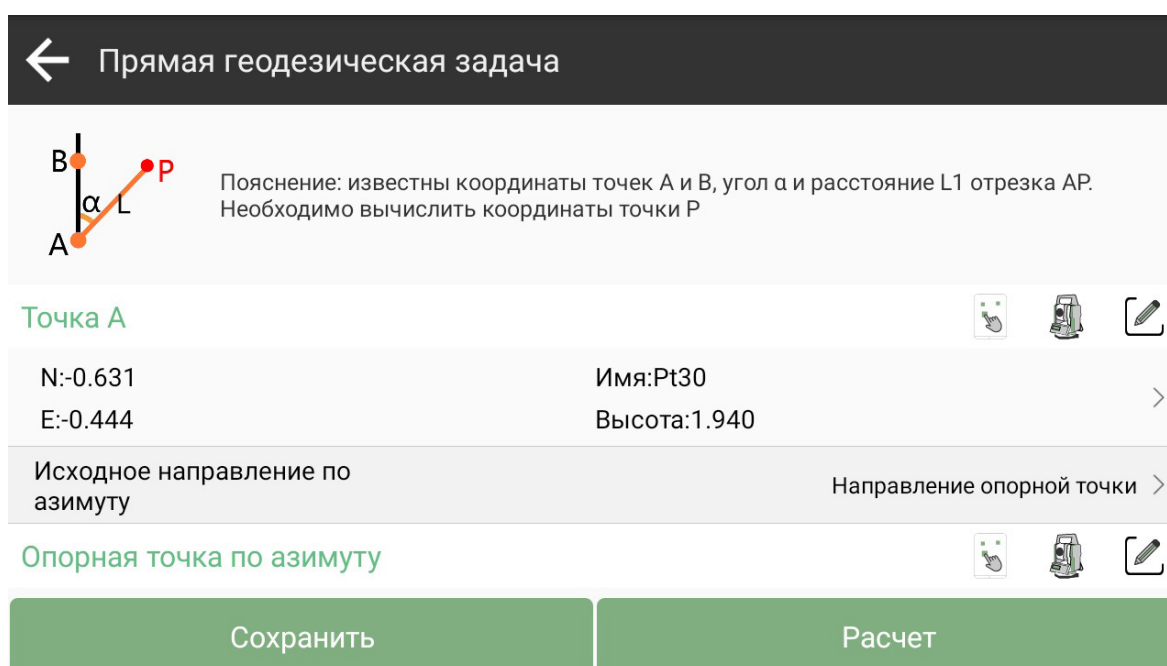 Прямая геодезическая задача
B
P
α
L
A
Пояснение: известны координаты точек A и B, угол α и расстояние L1 отрезка AP.
Необходимо вычислить координаты точки P
Точка A
N:-0.631
Имя:Pt30
E:-0.444
Высота:1.940
Исходное направление по
азимуту
Направление опорной точки
Опорная точка по азимуту
Сохранить
Расчет